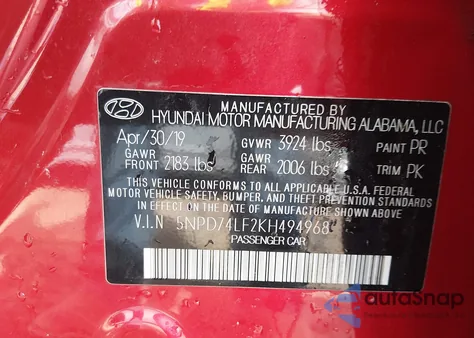 MANUFACTURED BY
HYUNDAI MOTOR MANUFACTURING ALABAMA, LLC
Apr/30/19 GVWR 3924 lbs PAINT PR
GAWR FRONT 2183 lbs GAWR REAR 2006 lbs TRIM PK
THIS VEHICLE CONFORMS TO ALL APPLICABLE U.S.A. FEDERAL
MOTOR VEHICLE SAFETY, BUMPER, AND THEFT PREVENTION STANDARDS
IN EFFECT ON THE DATE OF MANUFACTURE SHOWN ABOVE.
V.I.N 5NPD74LF2KH494968
PASSENGER CAR
autoSnap